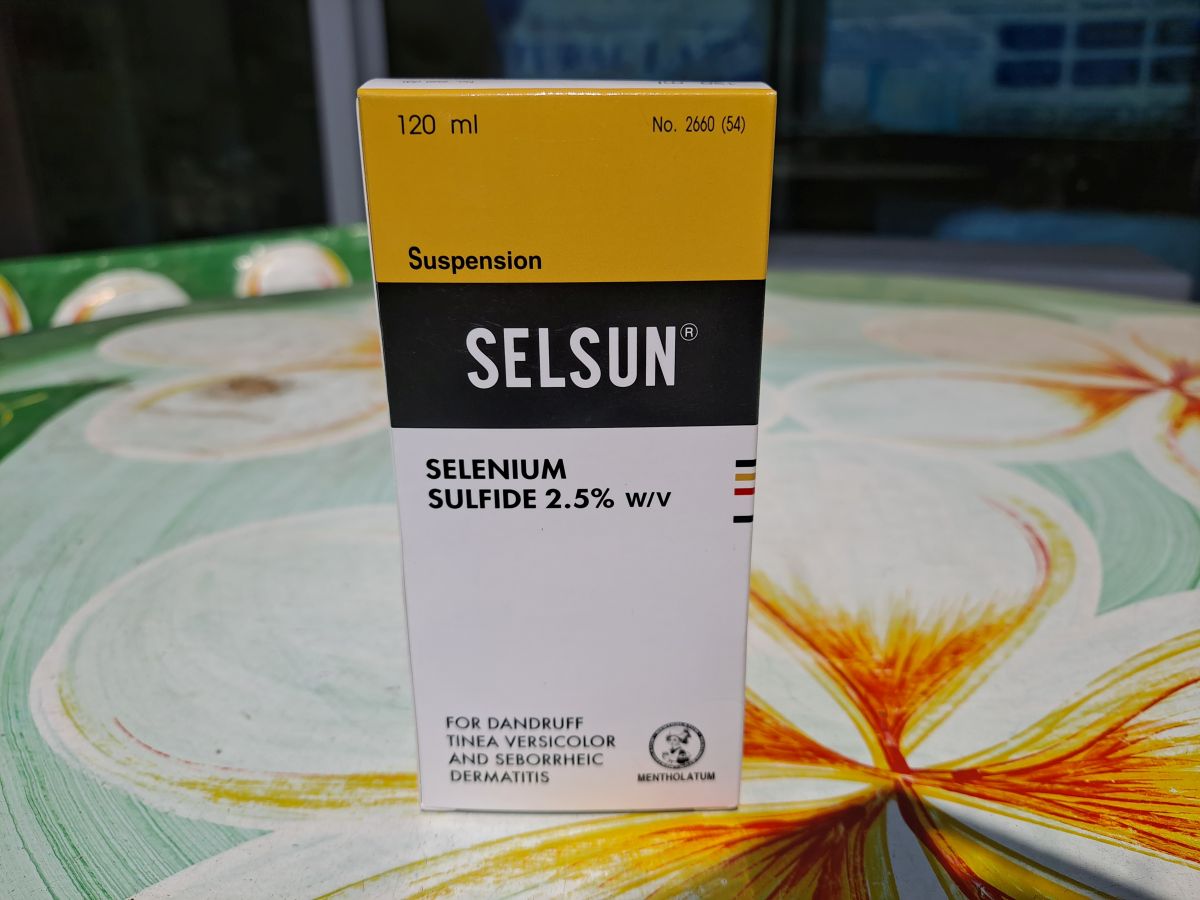 120 ml
No. 2660 (54)
Suspension
SELSUN®
SELENIUM
SULFIDE 2.5% W/V
FOR DANDRUFF
TINEA VERSICOLOR
AND SEBORRHEIC
DERMATITIS
MENTHOLATUM